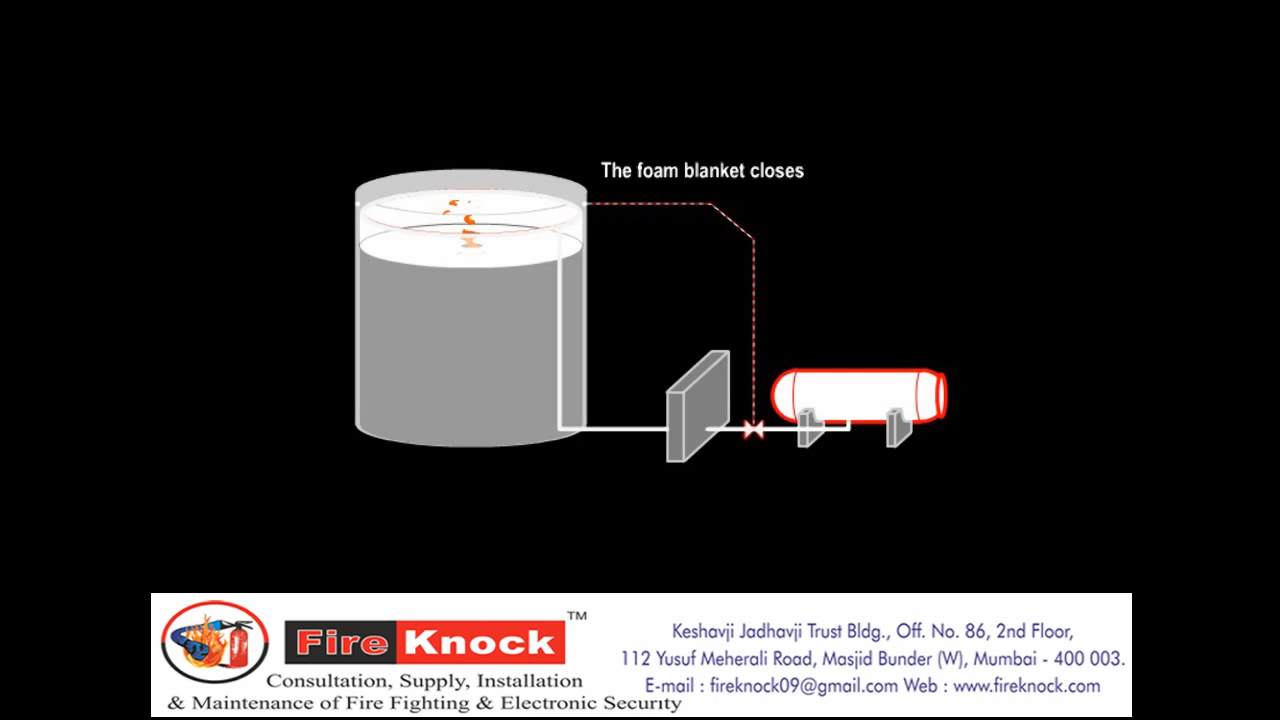 The foam blanket closes
Fire Knock ™
Consultation, Supply, Installation
& Maintenance of Fire Fighting & Electronic Security
Keshavji Jadhavji Trust Bldg., Off. No. 86, 2nd Floor,
112 Yusuf Meherali Road, Masjid Bunder (W), Mumbai - 400 003.
E-mail : fireknock09@gmail.com Web : www.fireknock.com